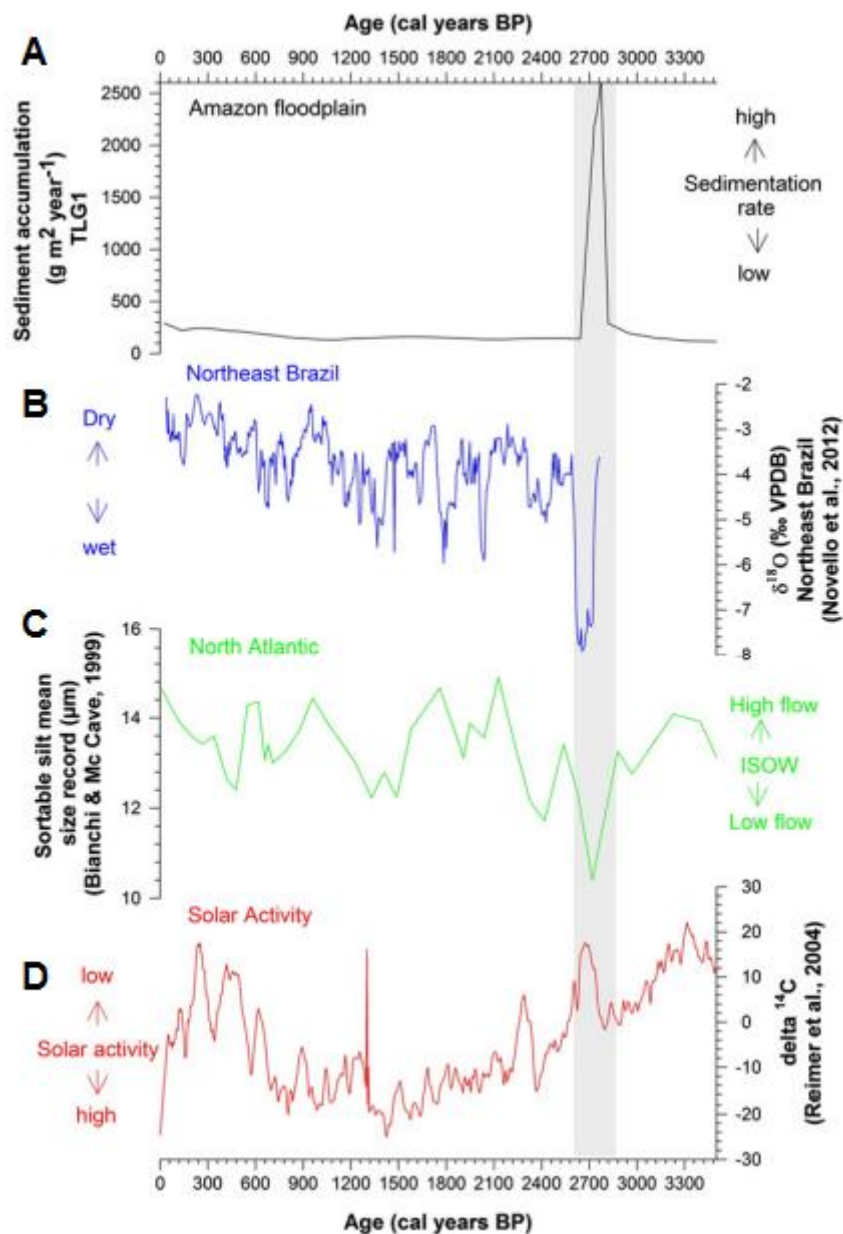 Age (cal years BP)
0 300 600 900 1200 1500 1800 2100 2400 2700 3000 3300
A
Sediment accumulation
(g m² year⁻¹)
TLG1
2500
2000
1500
1000
500
0
Amazon floodplain
high
Sedimentation
rate
low
B
Northeast Brazil
Dry
wet
-2
-3
-4
-5
-6
-7
-8
δ¹⁸O (‰ VPDB)
Northeast Brazil
(Novello et al., 2012)
C
Sortable silt mean
size record (µm)
(Bianchi & Mc Cave, 1999)
16
14
12
10
North Atlantic
High flow
ISOW
Low flow
D
Solar Activity
low
Solar activity
high
30
20
10
0
-10
-20
-30
delta ¹⁴C
(Reimer et al., 2004)
0 300 600 900 1200 1500 1800 2100 2400 2700 3000 3300
Age (cal years BP)